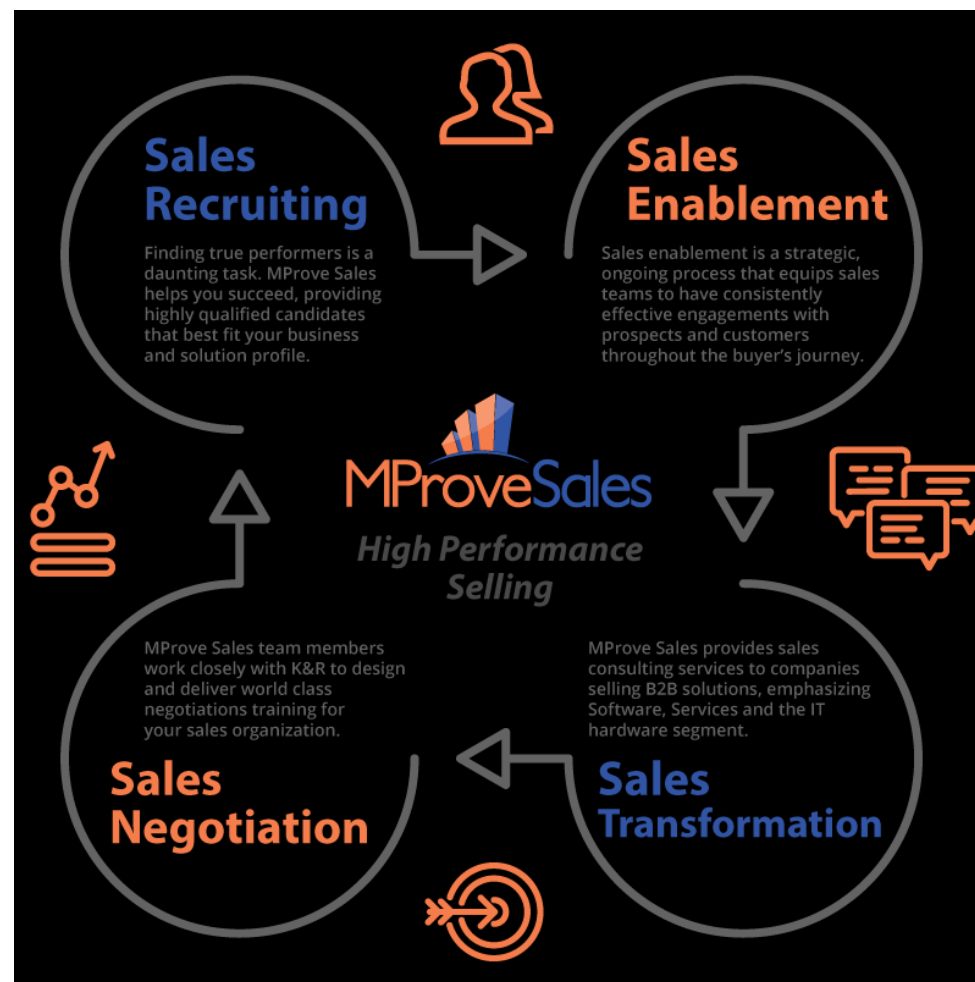 Sales
Recruiting
Finding true performers is a
daunting task. MProve Sales
helps you succeed, providing
highly qualified candidates
that best fit your business
and solution profile.
Sales
Enablement
Sales enablement is a strategic,
ongoing process that equips sales
teams to have consistently
effective engagements with
prospects and customers
throughout the buyer’s journey.
MProveSales
High Performance
Selling
MProve Sales team members
work closely with K&R to design
and deliver world class
negotiations training for
your sales organization.
Sales
Negotiation
MProve Sales provides sales
consulting services to companies
selling B2B solutions, emphasizing
Software, Services and the IT
hardware segment.
Sales
Transformation